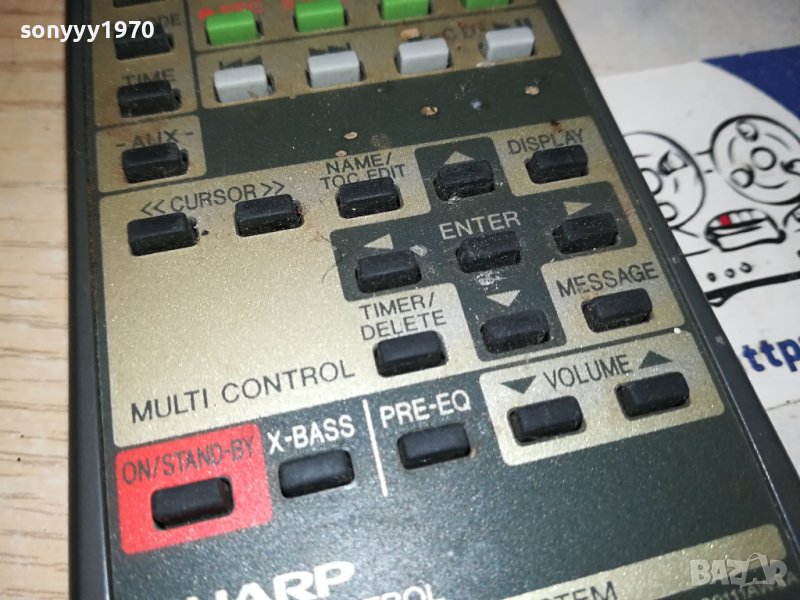 sonyyy1970
TIME
-AUX-
NAME/
TOC EDIT
DISPLAY
<<CURSOR>>
ENTER
TIMER/
DELETE
MESSAGE
MULTI CONTROL
VOLUME
ON/STAND-BY
X-BASS
PRE-EQ
BAZAR